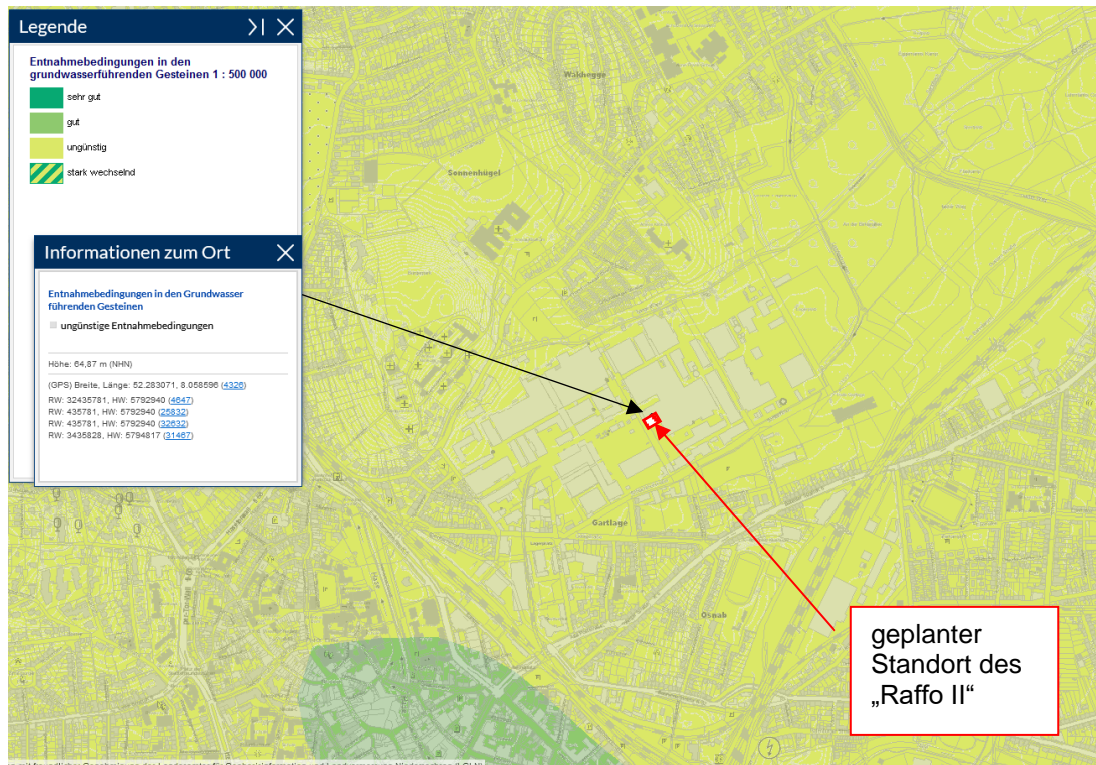 Legende
Entnahmebedingungen in den
grundwasserführenden Gesteinen 1 : 500 000
sehr gut
gut
ungünstig
stark wechselnd
Informationen zum Ort
Entnahmebedingungen in den Grundwasser
führenden Gesteinen
ungünstige Entnahmebedingungen
Höhe: 64,87 m (NHN)
(GPS) Breite, Länge: 52.283071, 8.058596 (4326)
RW: 32435781, HW: 5792940 (4647)
RW: 435781, HW: 5792940 (25832)
RW: 435781, HW: 5792940 (32632)
RW: 3435828, HW: 5794817 (31467)
Waldhegge
Sonnenhügel
Gartlage
Osnab
geplanter
Standort des
„Raffo II“